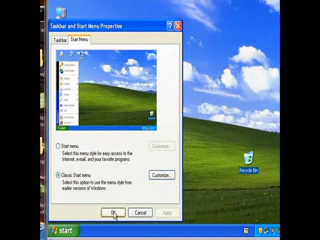 Taskbar and Start Menu Properties
Taskbar
Start Menu
Start menu
Customize...
Select this menu style for easy access to the
Internet, e-mail, and your favorite programs.
Classic Start menu
Customize...
Select this option to use the menu style from
earlier versions of Windows.
OK
Cancel
Apply
Recycle Bin
start